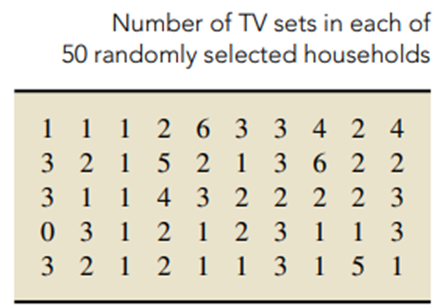 Number of TV sets in each of
50 randomly selected households
1 1 1 2 6 3 3 4 2 4
3 2 1 5 2 1 3 6 2 2
3 1 1 4 3 2 2 2 2 3
0 3 1 2 1 2 3 1 1 3
3 2 1 2 1 1 3 1 5 1